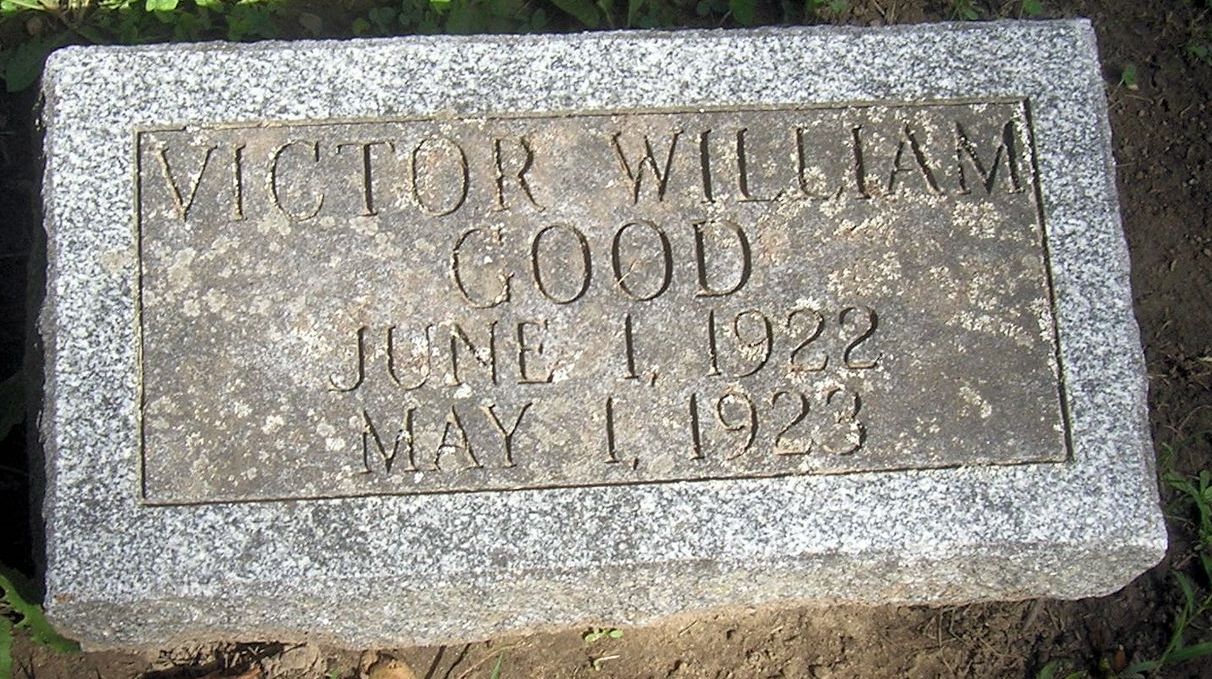 VICTOR WILLIAM
GOOD
JUNE 1, 1922
MAY 1, 1923